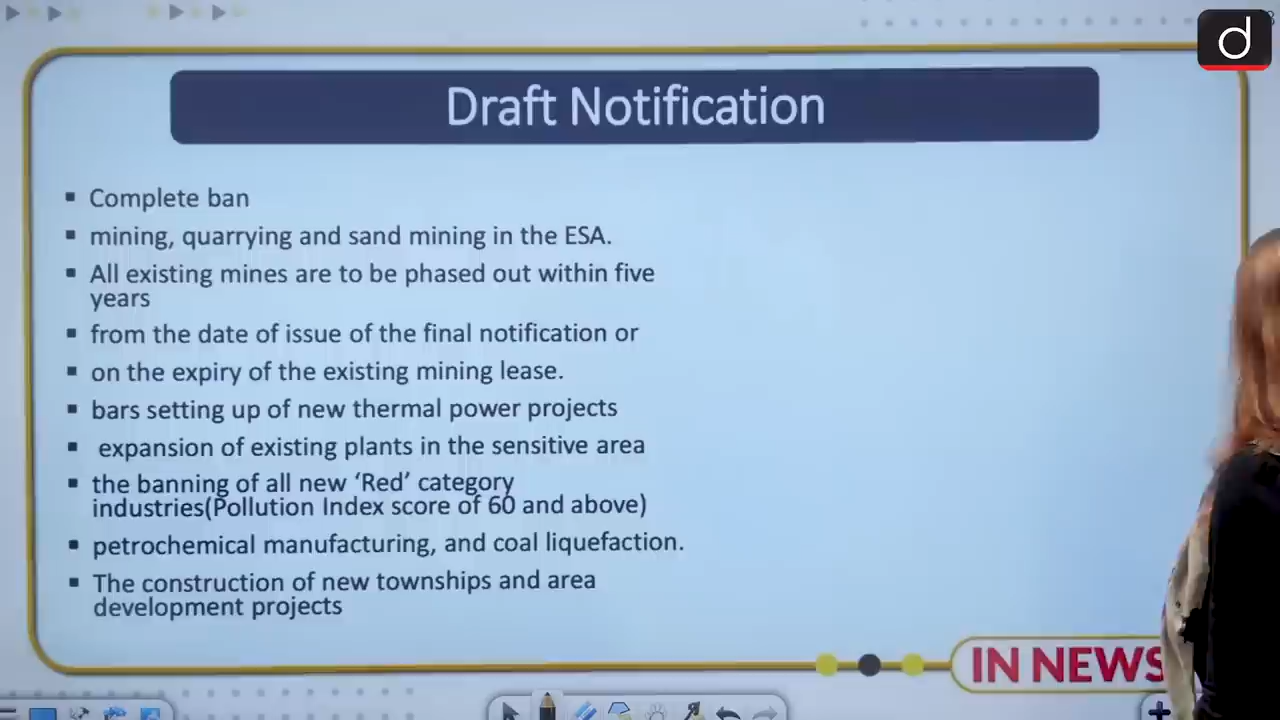 d
Draft Notification
▪ Complete ban
▪ mining, quarrying and sand mining in the ESA.
▪ All existing mines are to be phased out within five
years
▪ from the date of issue of the final notification or
▪ on the expiry of the existing mining lease.
▪ bars setting up of new thermal power projects
▪ expansion of existing plants in the sensitive area
▪ the banning of all new ‘Red’ category
industries(Pollution Index score of 60 and above)
▪ petrochemical manufacturing, and coal liquefaction.
▪ The construction of new townships and area
development projects
IN NEWS